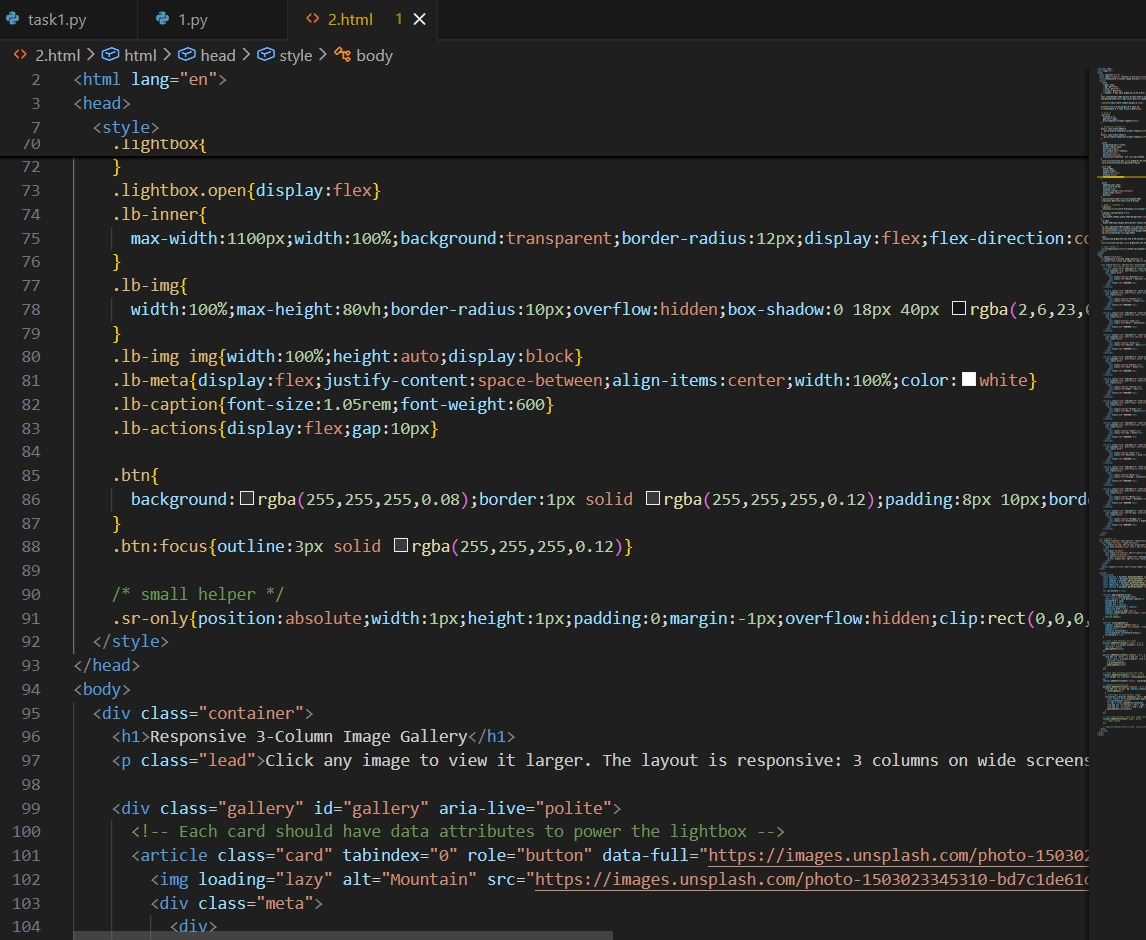 task1.py
1.py
2.html 1
2.html > html > head > style > body
2 <html lang="en">
3 <head>
7 <style>
70 .lightbox{
72 }
73 .lightbox.open{display:flex}
74 .lb-inner{
75 max-width:1100px;width:100%;background:transparent;border-radius:12px;display:flex;flex-direction:co
76 }
77 .lb-img{
78 width:100%;max-height:80vh;border-radius:10px;overflow:hidden;box-shadow:0 18px 40px rgba(2,6,23,0
79 }
80 .lb-img img{width:100%;height:auto;display:block}
81 .lb-meta{display:flex;justify-content:space-between;align-items:center;width:100%;color:white}
82 .lb-caption{font-size:1.05rem;font-weight:600}
83 .lb-actions{display:flex;gap:10px}
84
85 .btn{
86 background:rgba(255,255,255,0.08);border:1px solid rgba(255,255,255,0.12);padding:8px 10px;bord
87 }
88 .btn:focus{outline:3px solid rgba(255,255,255,0.12)}
89
90 /* small helper */
91 .sr-only{position:absolute;width:1px;height:1px;padding:0;margin:-1px;overflow:hidden;clip:rect(0,0,0,
92 </style>
93 </head>
94 <body>
95 <div class="container">
96 <h1>Responsive 3-Column Image Gallery</h1>
97 <p class="lead">Click any image to view it larger. The layout is responsive: 3 columns on wide screens
98
99 <div class="gallery" id="gallery" aria-live="polite">
100 <!-- Each card should have data attributes to power the lightbox -->
101 <article class="card" tabindex="0" role="button" data-full="https://images.unsplash.com/photo-150302
102 <img loading="lazy" alt="Mountain" src="https://images.unsplash.com/photo-1503023345310-bd7c1de61c
103 <div class="meta">
104 <div>